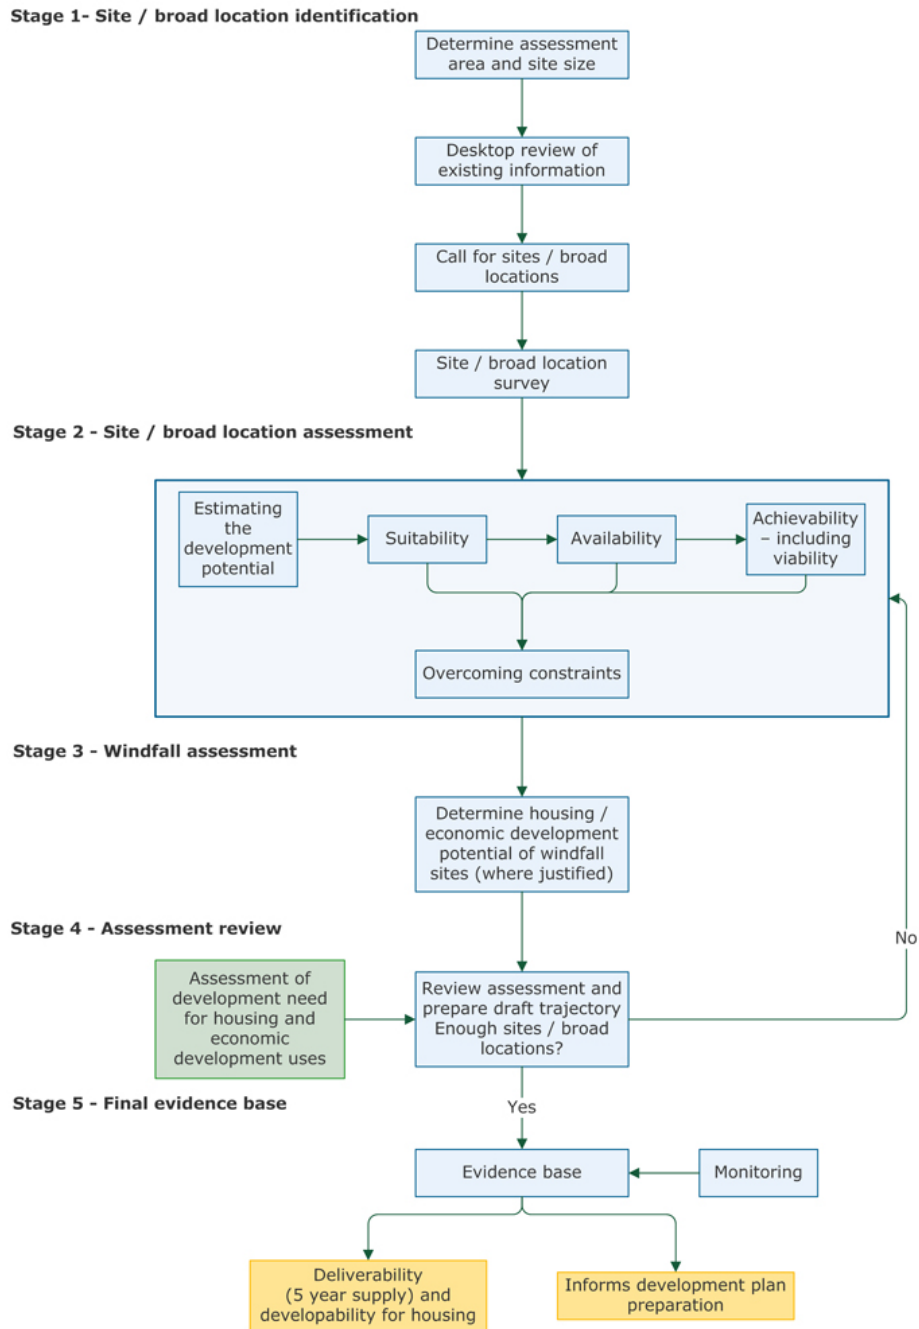 Stage 1- Site / broad location identification
Determine assessment
area and site size
Desktop review of
existing information
Call for sites / broad
locations
Site / broad location
survey
Stage 2 - Site / broad location assessment
Estimating
the
development
potential
Suitability
Availability
Achievability
– including
viability
Overcoming constraints
Stage 3 - Windfall assessment
Determine housing /
economic development
potential of windfall
sites (where justified)
Stage 4 - Assessment review
No
Assessment of
development need
for housing and
economic
development uses
Review assessment and
prepare draft trajectory
Enough sites / broad
locations?
Stage 5 - Final evidence base
Yes
Evidence base
Monitoring
Deliverability
(5 year supply) and
developability for housing
Informs development plan
preparation